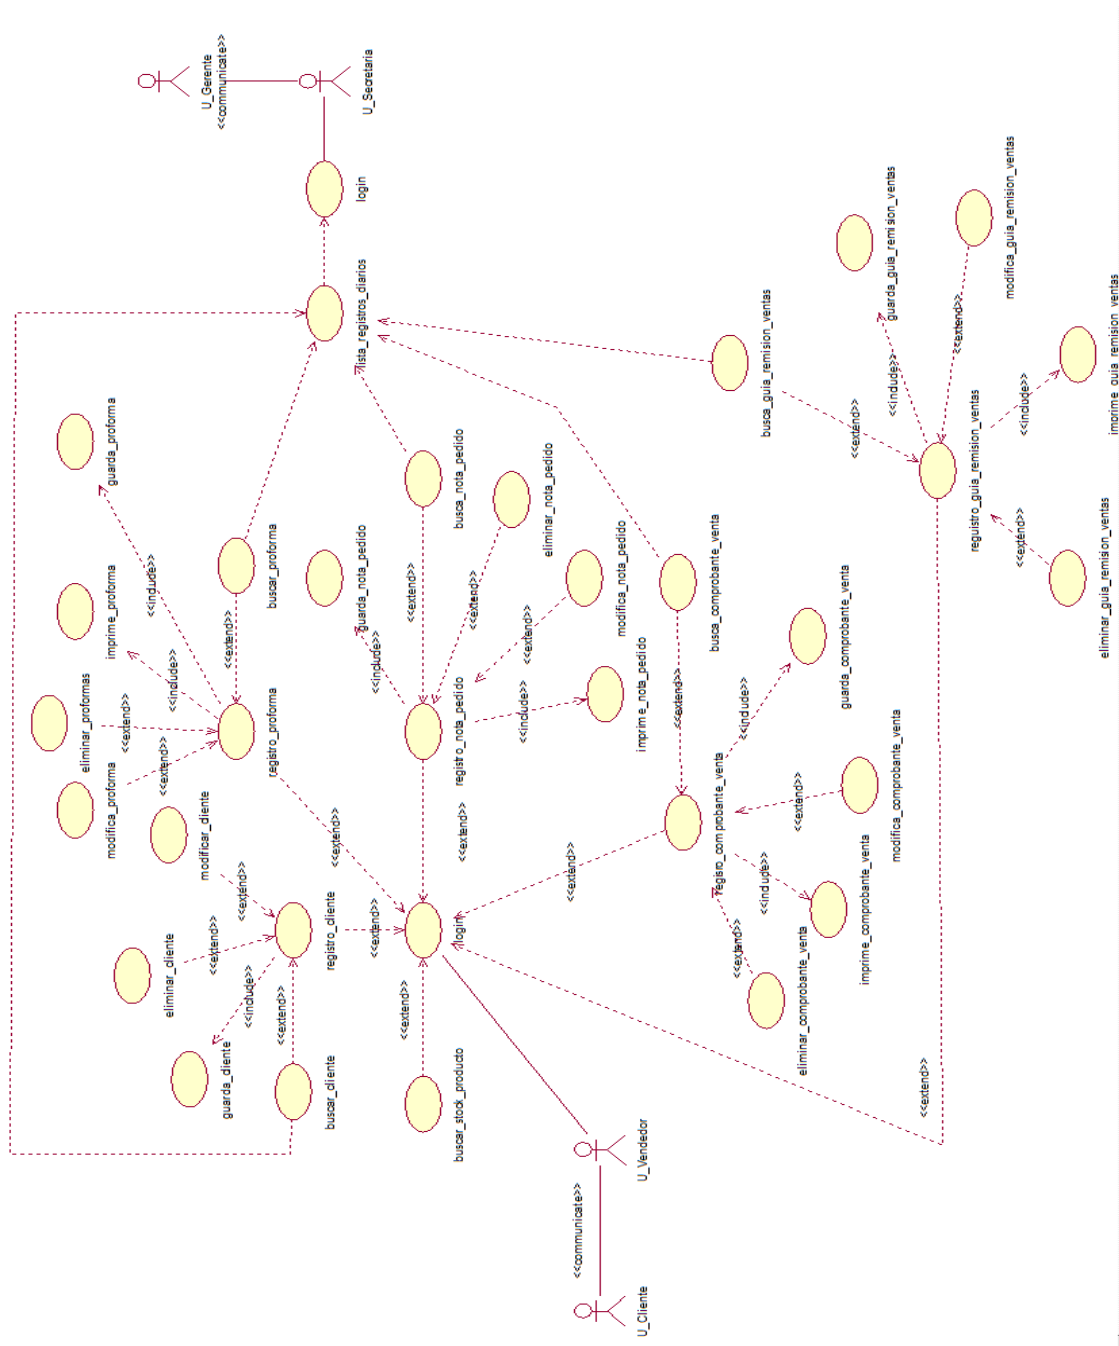 U_Gerente
<<communicate>>
U_Secretaria
login
lista_registros_diarios
guarda_proforma
<<include>>
imprime_proforma
<<include>>
buscar_proforma
<<extend>>
eliminar_proformas
<<extend>>
modifica_proforma
<<extend>>
registro_proforma
<<extend>>
guarda_nota_pedido
<<include>>
busca_nota_pedido
<<extend>>
eliminar_nota_pedido
<<extend>>
modifica_nota_pedido
<<extend>>
imprime_nota_pedido
<<include>>
registro_nota_pedido
<<extend>>
modificar_cliente
<<extend>>
eliminar_cliente
<<extend>>
guarda_cliente
<<include>>
buscar_cliente
<<extend>>
registro_cliente
<<extend>>
login
buscar_stock_producto
<<extend>>
busca_comprobante_venta
<<extend>>
guarda_comprobante_venta
<<include>>
modifica_comprobante_venta
<<extend>>
imprime_comprobante_venta
<<include>>
eliminar_comprobante_venta
<<extend>>
regisro_comprobante_venta
<<extend>>
busca_guia_remision_ventas
<<extend>>
guarda_guia_remision_ventas
<<include>>
modifica_guia_remision_ventas
<<extend>>
imprime_guia_remision_ventas
<<include>>
eliminar_guia_remision_ventas
<<extend>>
reguistro_guia_remision_ventas
<<extend>>
U_Vendedor
<<communicate>>
U_Cliente